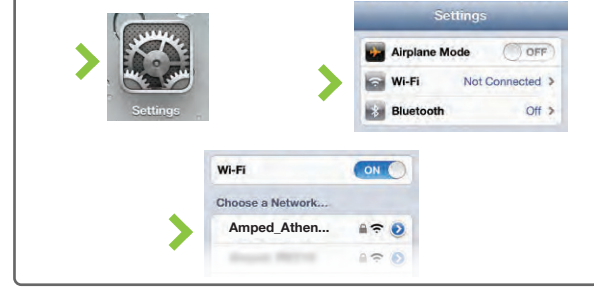 Settings
Settings
Airplane Mode OFF
Wi-Fi Not Connected
Bluetooth Off
Wi-Fi ON
Choose a Network...
Amped_Athen...